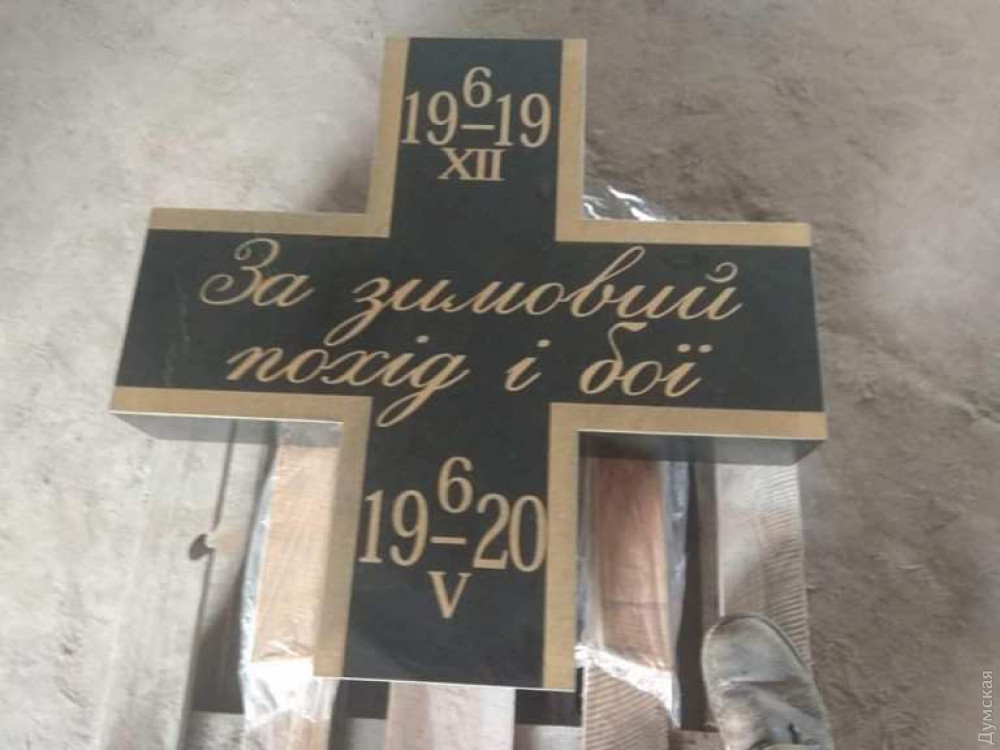 6
19–19
XII
За зимовий
похід і бої
6
19–20
V
Думская